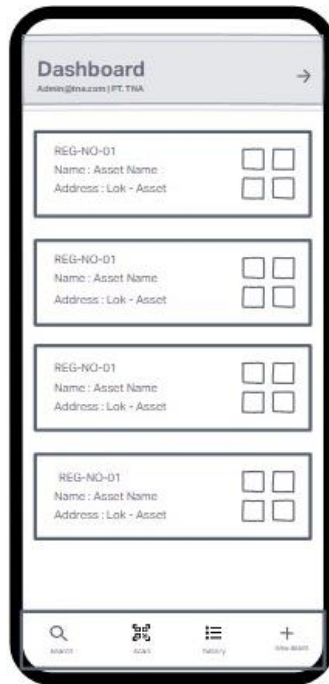 Dashboard
Admin@tna.com | PT. TNA
REG-NO-01
Name : Asset Name
Address : Lok - Asset
REG-NO-01
Name : Asset Name
Address : Lok - Asset
REG-NO-01
Name : Asset Name
Address : Lok - Asset
REG-NO-01
Name : Asset Name
Address : Lok - Asset
Search
Scan
history